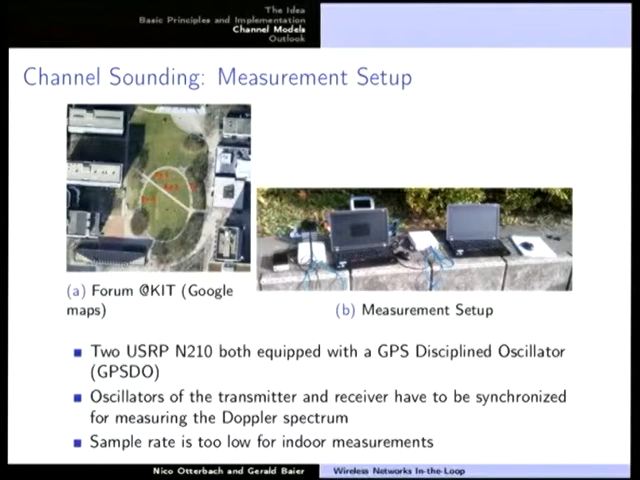 The Idea
Basic Principles and Implementation
Channel Models
Outlook
Channel Sounding: Measurement Setup
(a) Forum @KIT (Google
maps)
(b) Measurement Setup
Two USRP N210 both equipped with a GPS Disciplined Oscillator
(GPSDO)
Oscillators of the transmitter and receiver have to be synchronized
for measuring the Doppler spectrum
Sample rate is too low for indoor measurements
Nico Otterbach and Gerald Baier
Wireless Networks In-the-Loop